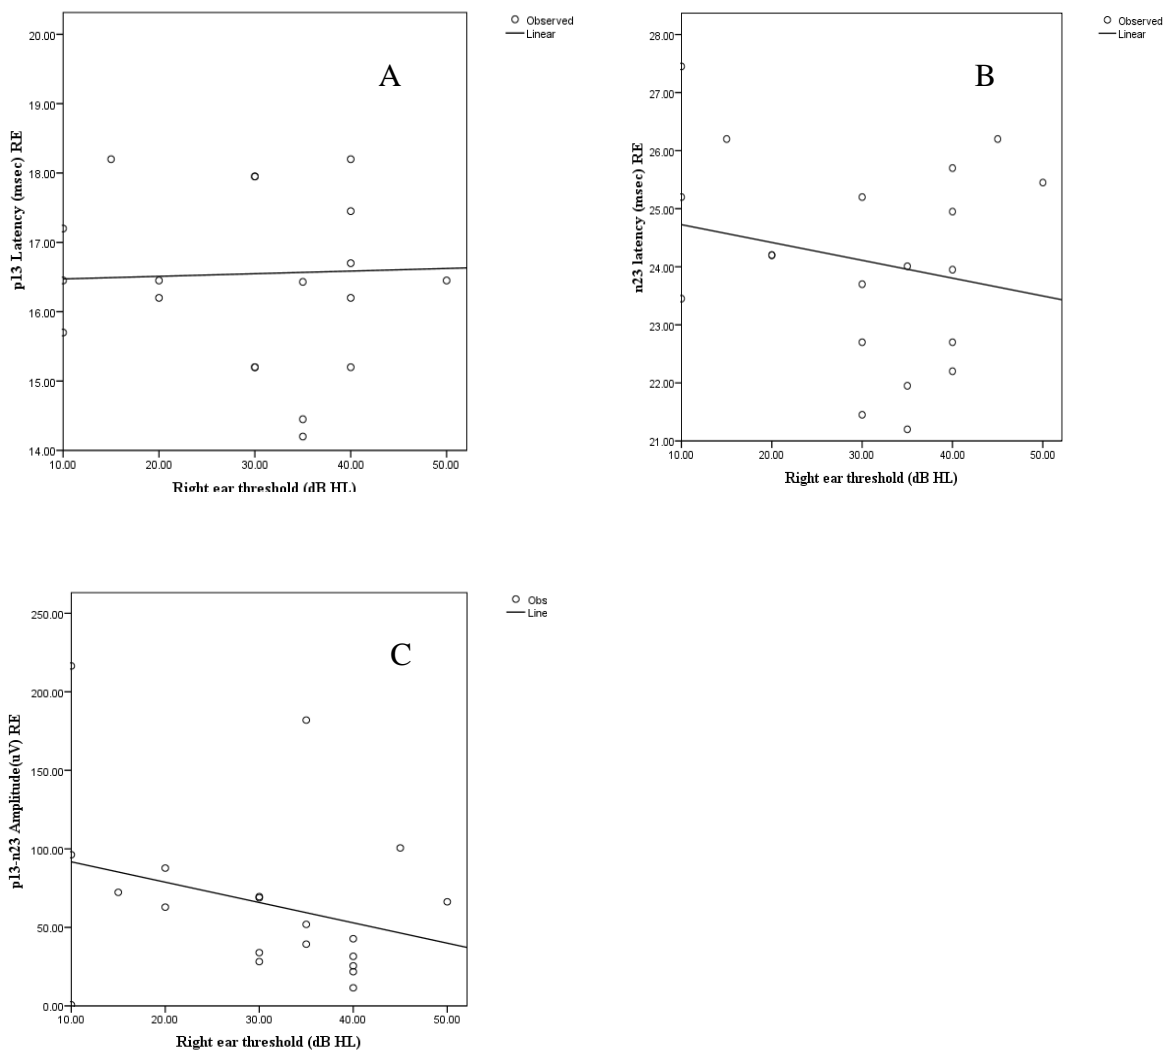 Observed
Linear
A
20.00
19.00
18.00
17.00
16.00
15.00
14.00
p13 Latency (msec) RE
10.00 20.00 30.00 40.00 50.00
Right ear threshold (dB HL)
Observed
Linear
B
28.00
27.00
26.00
25.00
24.00
23.00
22.00
21.00
n23 latency (msec) RE
10.00 20.00 30.00 40.00 50.00
Right ear threshold (dB HL)
Obs
Line
C
250.00
200.00
150.00
100.00
50.00
0.00
p13-n23 Amplitude(uV) RE
10.00 20.00 30.00 40.00 50.00
Right ear threshold (dB HL)